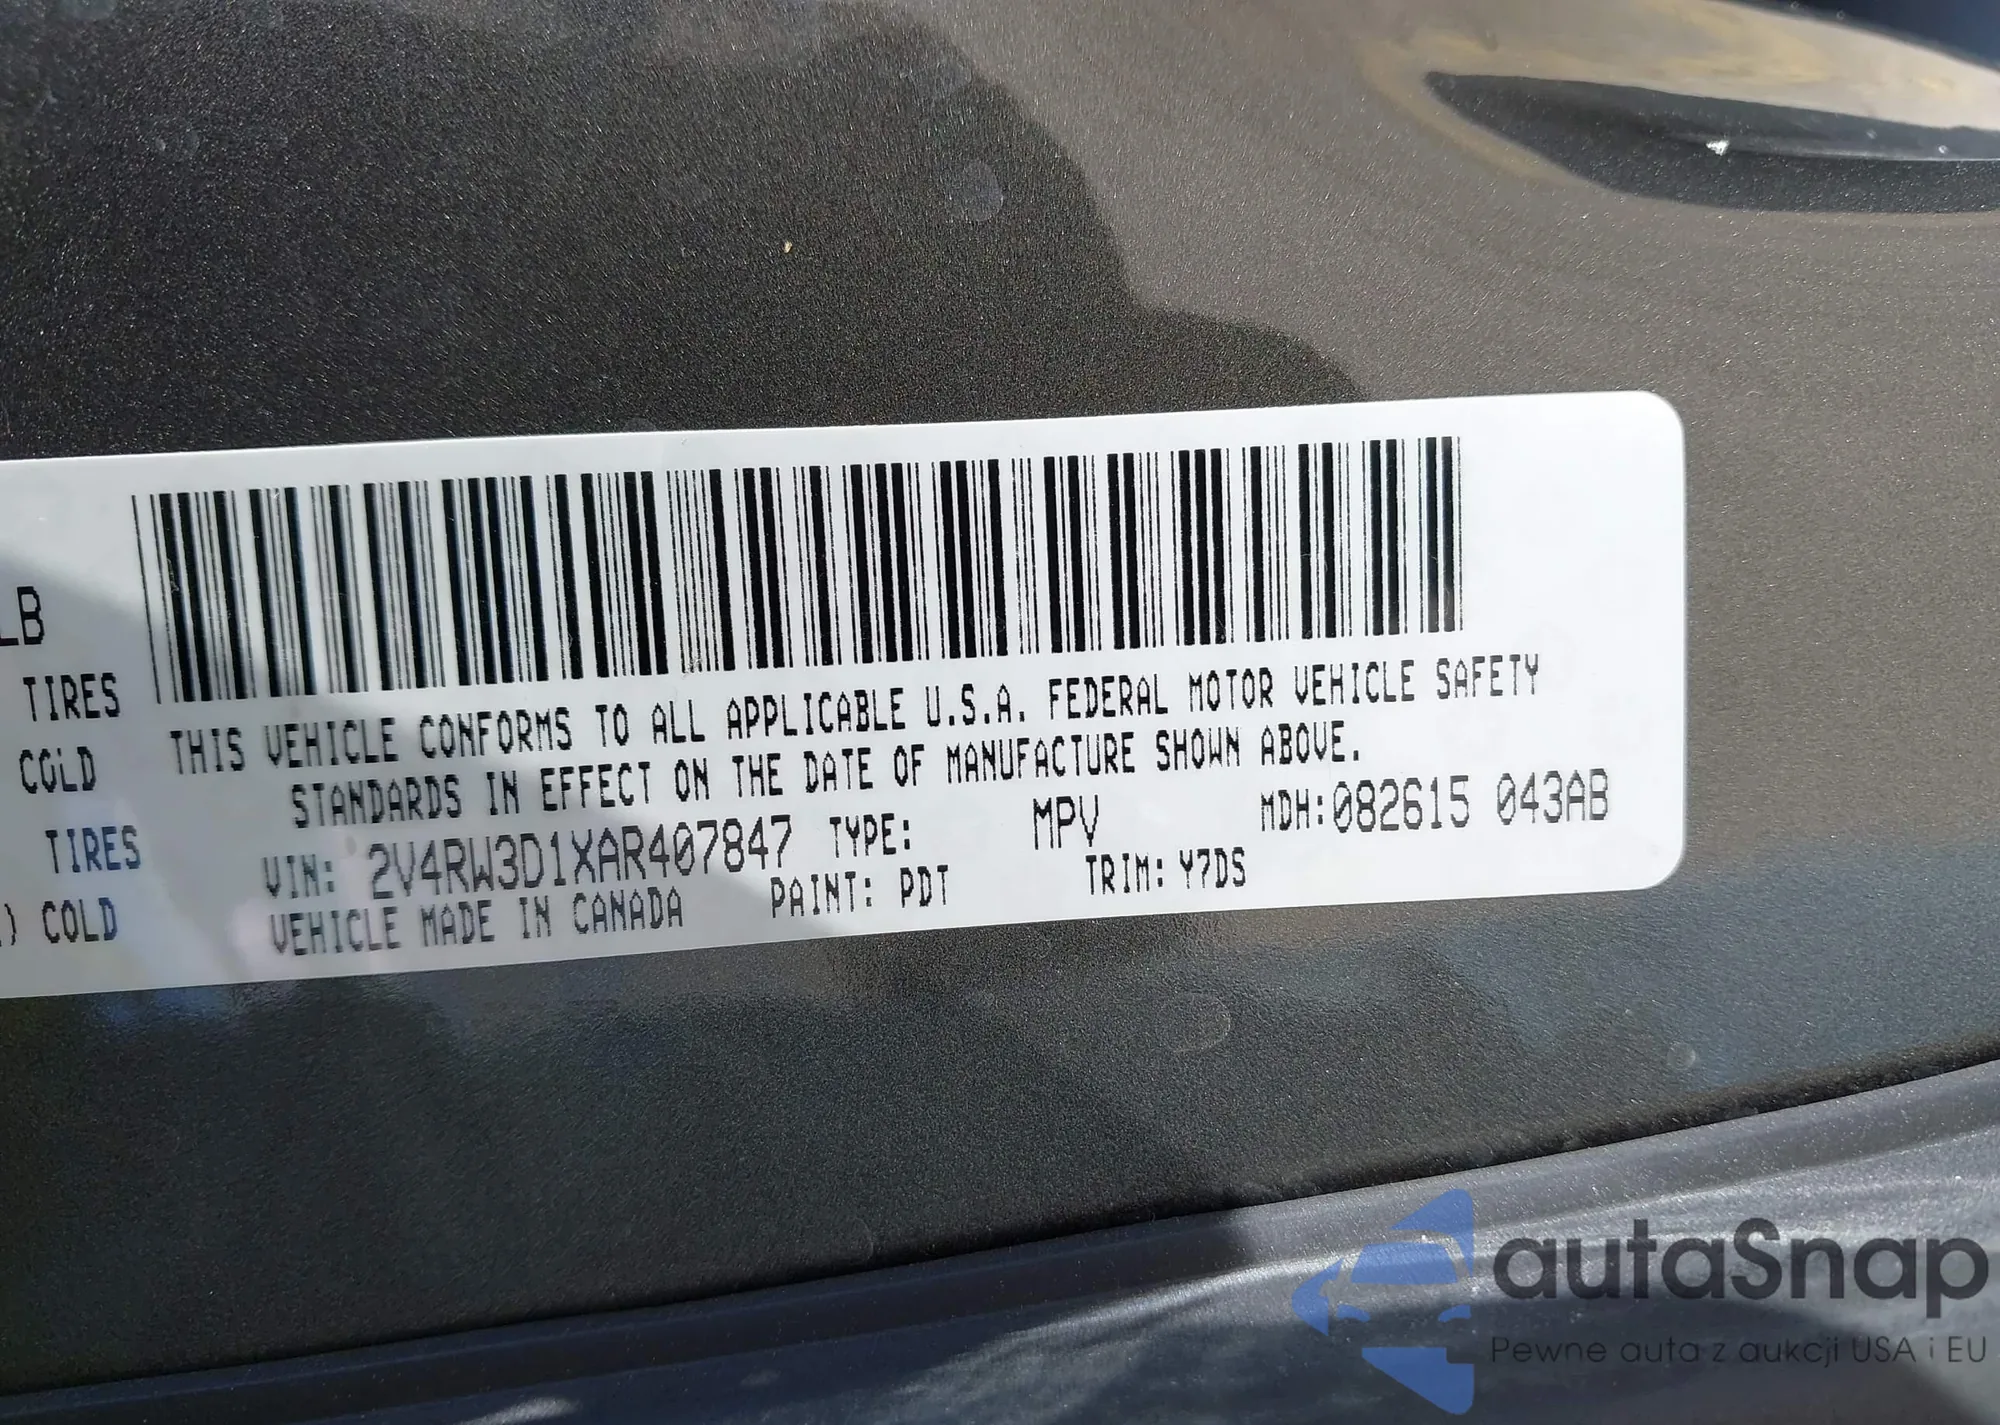 LB
TIRES
COLD
TIRES
) COLD
THIS VEHICLE CONFORMS TO ALL APPLICABLE U.S.A. FEDERAL MOTOR VEHICLE SAFETY
STANDARDS IN EFFECT ON THE DATE OF MANUFACTURE SHOWN ABOVE.
VIN: 2V4RW3D1XAR407847 TYPE: MPV MDH:082615 043AB
VEHICLE MADE IN CANADA PAINT: PDT TRIM: Y7DS
autaSnap
Pewne auta z aukcji USA i EU